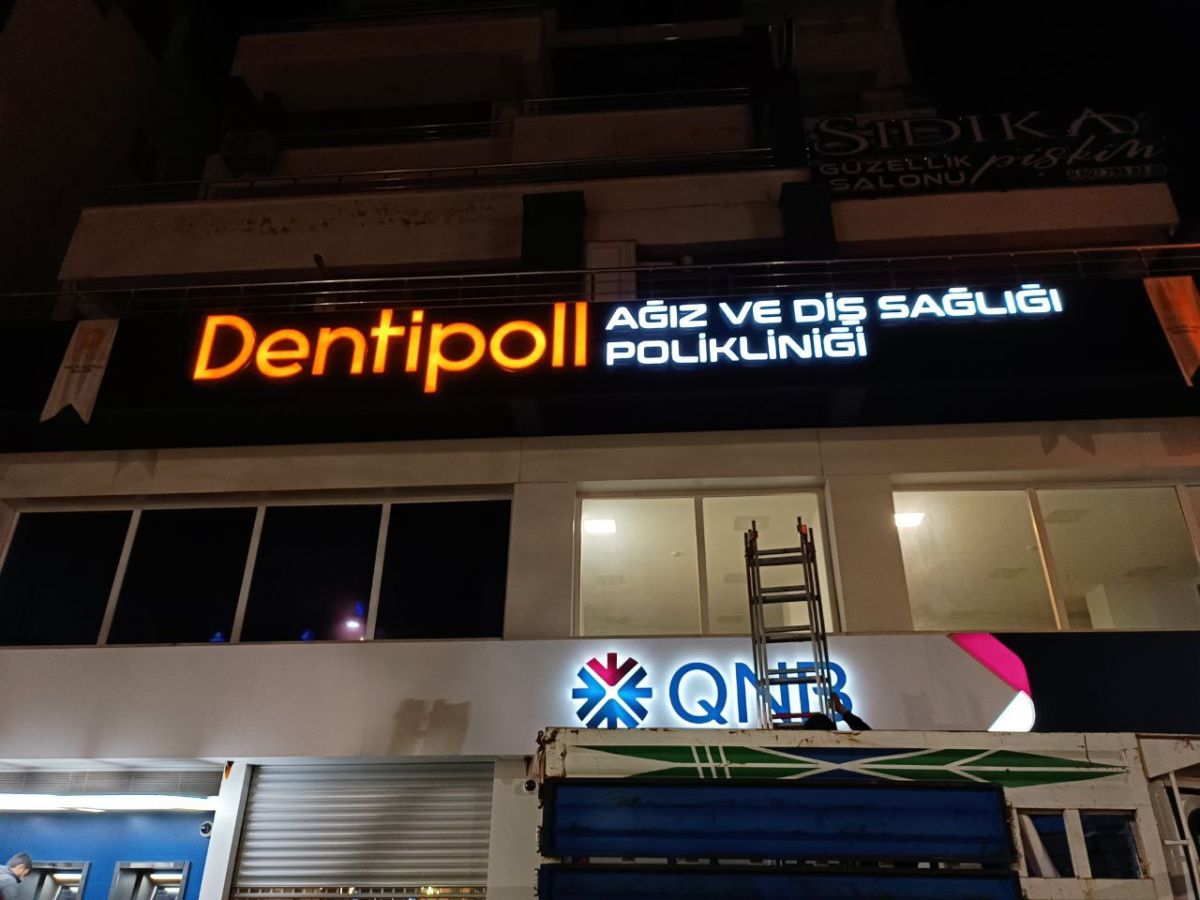 SIDIKA
GÜZELLİK pişkin
SALONU
Dentipoll AĞIZ VE DİŞ SAĞLIĞI
POLİKLİNİĞİ
QNB